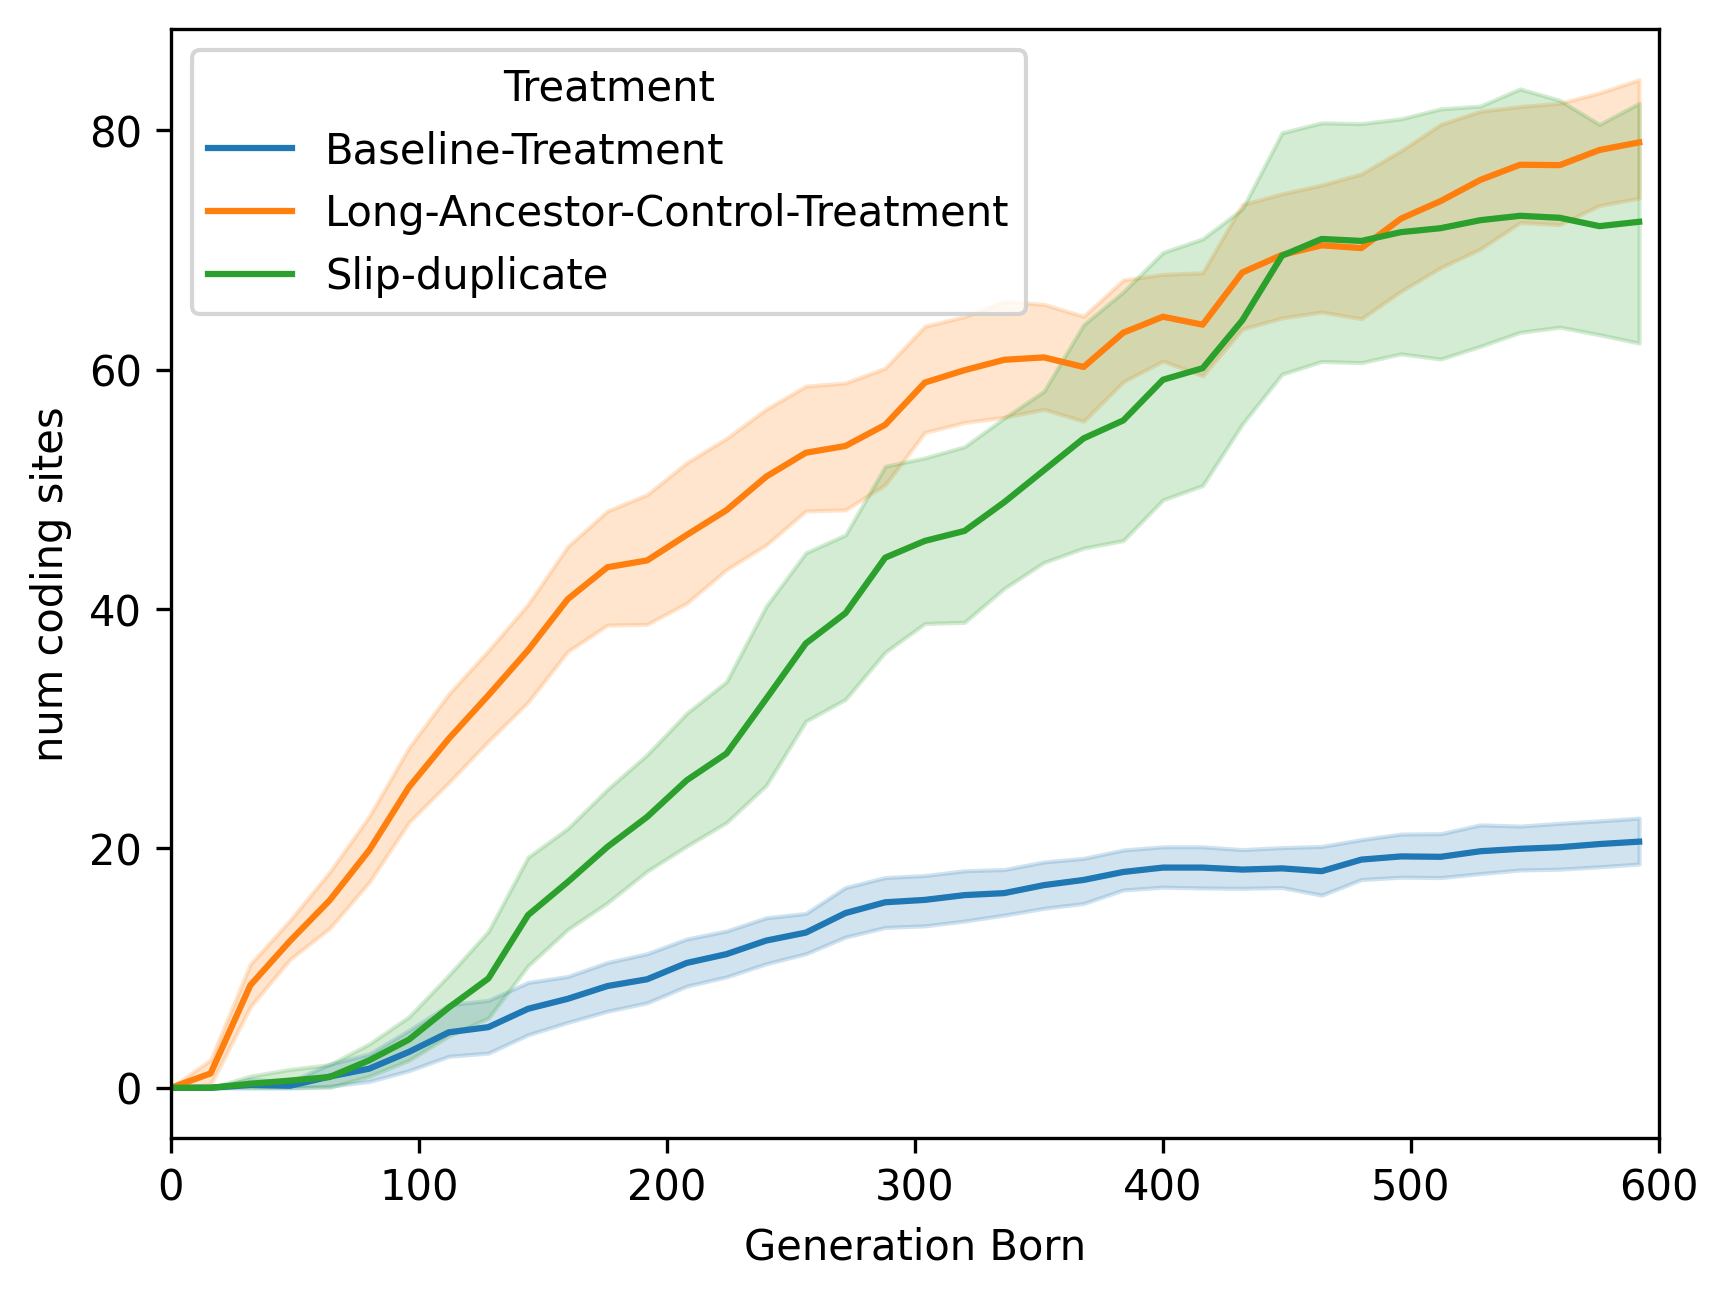 Treatment
Baseline-Treatment
Long-Ancestor-Control-Treatment
Slip-duplicate
num coding sites
80
60
40
20
0
0 100 200 300 400 500 600
Generation Born